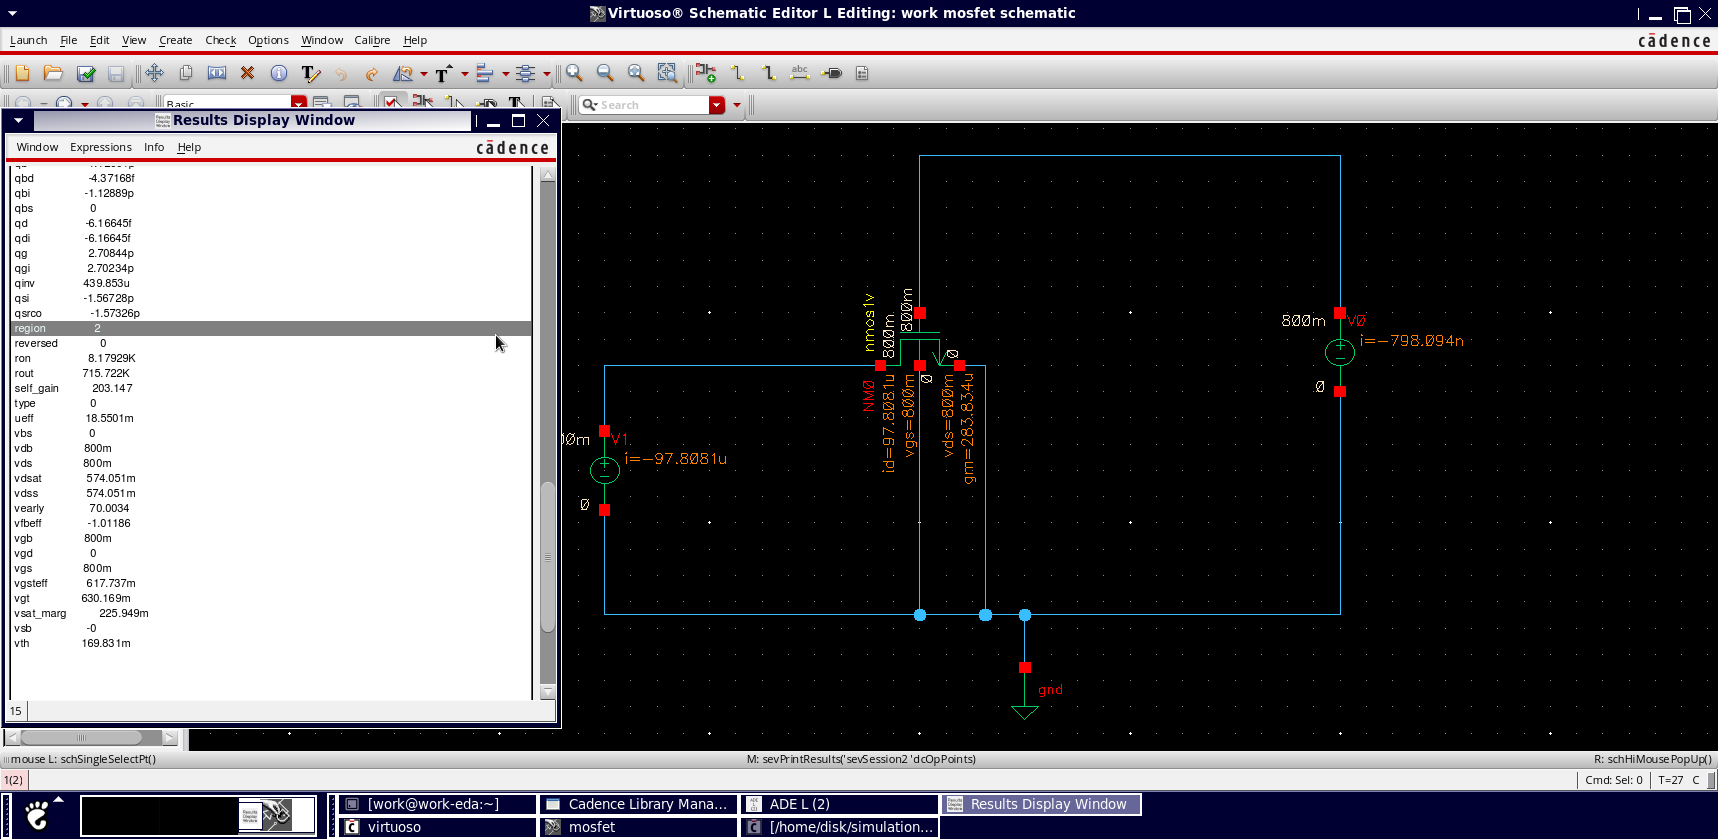 Virtuoso® Schematic Editor L Editing: work mosfet schematic
Launch File Edit View Create Check Options Window Calibre Help
cādence
abc
Basic
Search
Results Display Window
Window Expressions Info Help
cādence
qbd -4.37168f
qbi -1.12889p
qbs 0
qd -6.16645f
qdi -6.16645f
qg 2.70844p
qgi 2.70234p
qinv 439.853u
qsi -1.56728p
qsrco -1.57326p
region 2
reversed 0
ron 8.17929K
rout 715.722K
self_gain 203.147
type 0
ueff 18.5501m
vbs 0
vdb 800m
vds 800m
vdsat 574.051m
vdss 574.051m
vearly 70.0034
vfbeff -1.01186
vgb 800m
vgd 0
vgs 800m
vgsteff 617.737m
vgt 630.169m
vsat_marg 225.949m
vsb -0
vth 169.831m
15
nmos1v
800m
800m
0
0
NM0
id=97.8081u
vgs=800m
vds=800m
gm=283.834u
800m
V0
i=-798.094n
0
00m
V1
i=-97.8081u
0
gnd
mouse L: schSingleSelectPt()
M: sevPrintResults('sevSession2 'dcOpPoints)
R: schHiMousePopUp()
1(2)
Cmd: Sel: 0
T=27 C
[work@work-eda:~]
Cadence Library Mana...
ADE L (2)
Results Display Window
virtuoso
mosfet
[/home/disk/simulation...